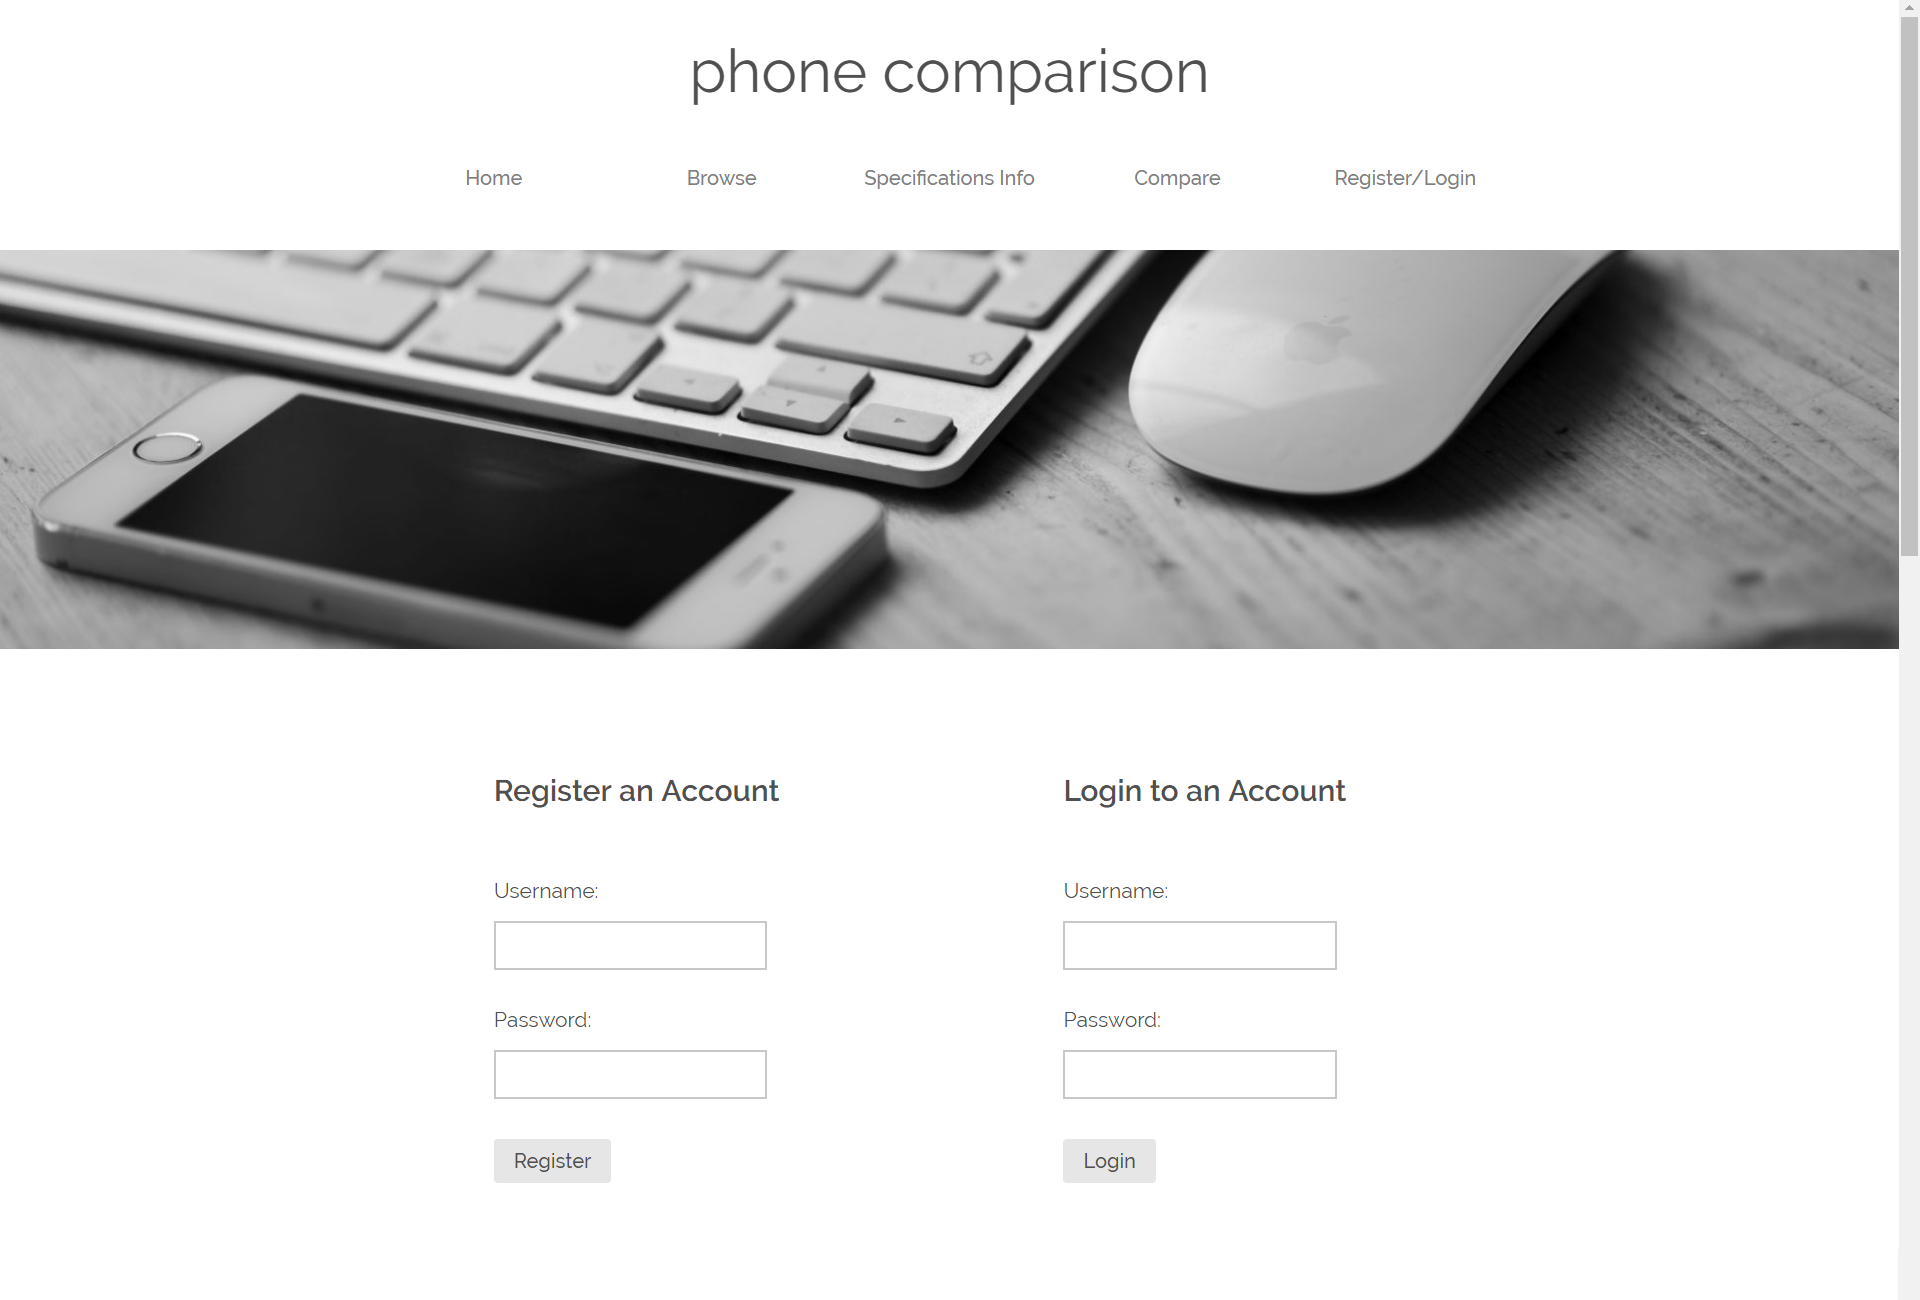 phone comparison
Home Browse Specifications Info Compare Register/Login
Register an Account
Username:
Password:
Register
Login to an Account
Username:
Password:
Login